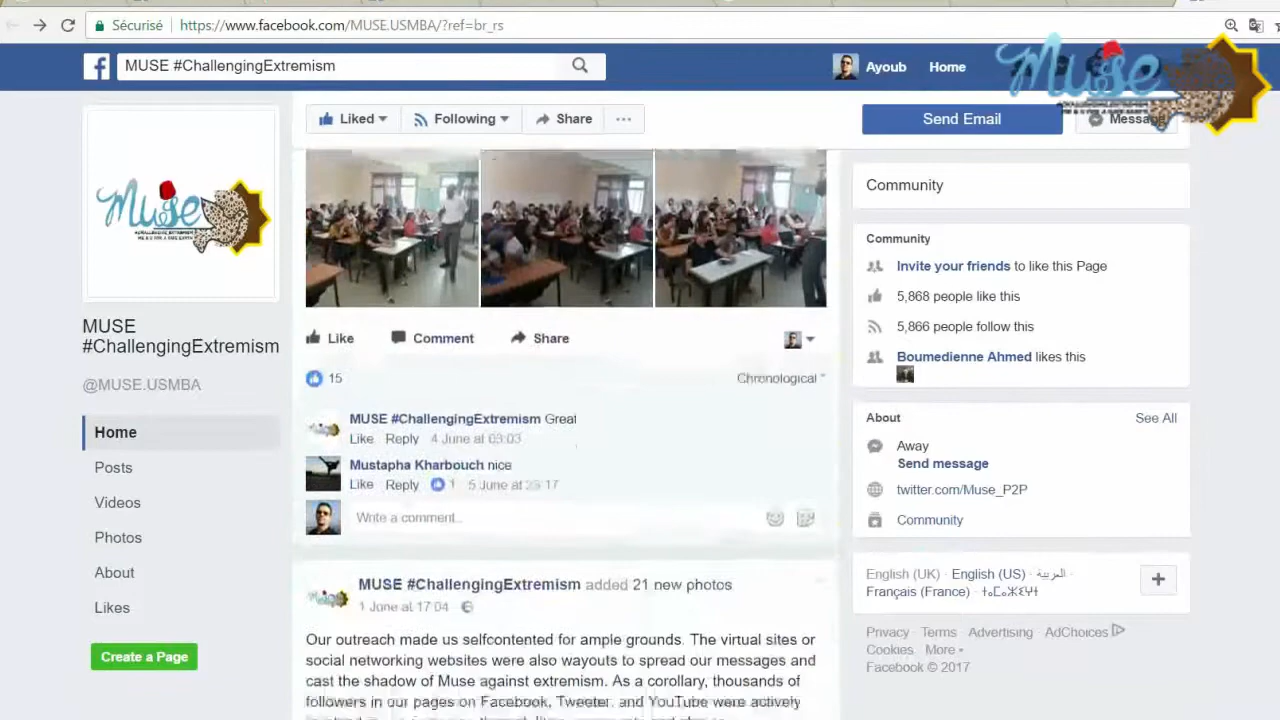 Sécurisé https://www.facebook.com/MUSE.USMBA/?ref=br_rs
MUSE #ChallengingExtremism
Ayoub Home
Muse
Liked Following Share ...
Send Email Message
Muse
MUSE
#ChallengingExtremism
@MUSE.USMBA
Home
Posts
Videos
Photos
About
Likes
Create a Page
Like Comment Share
15 Chronological
MUSE #ChallengingExtremism Great
Like Reply 4 June at 03:03
Mustapha Kharbouch nice
Like Reply 1 5 June at
Write a comment...
MUSE #ChallengingExtremism added 21 new photos
1 June at 17:04
Our outreach made us selfcontented for ample grounds. The virtual sites or
social networking websites were also wayouts to spread our messages and
cast the shadow of Muse against extremism. As a corollary, thousands of
followers in our pages on Facebook, Tweeter, and YouTube were actively
Community
Community
Invite your friends to like this Page
5,868 people like this
5,866 people follow this
Boumedienne Ahmed likes this
About See All
Away
Send message
twitter.com/Muse_P2P
Community
English (UK) · English (US) · العربية ·
Français (France) ·
Privacy · Terms · Advertising · AdChoices
Cookies · More
Facebook © 2017